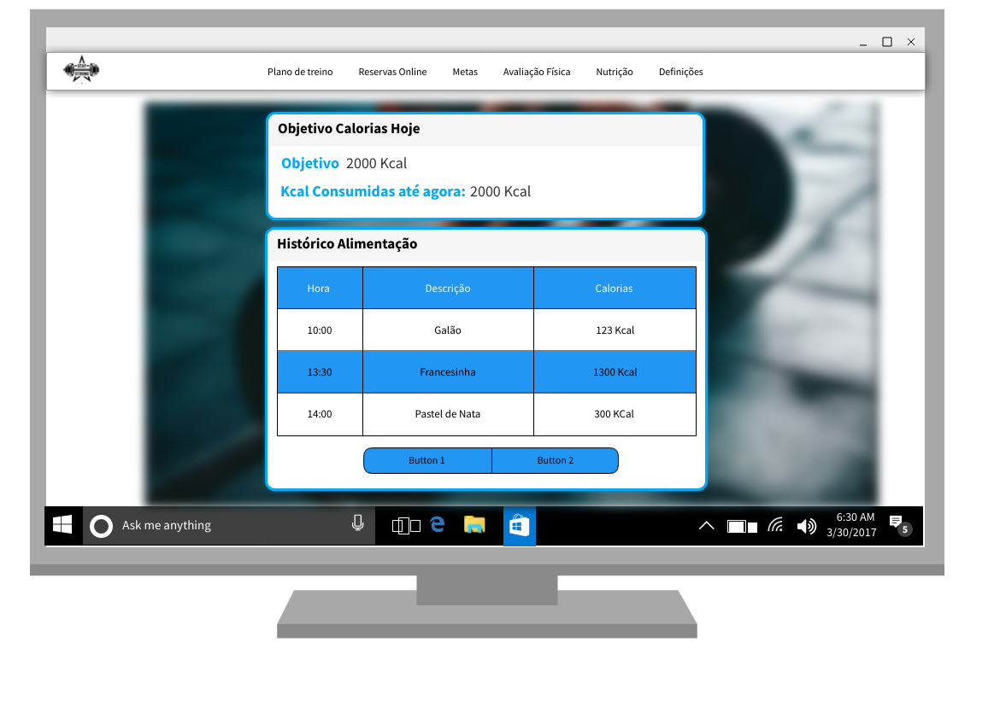 STAY
STRONG
Plano de treino Reservas Online Metas Avaliação Física Nutrição Definições
Objetivo Calorias Hoje
Objetivo 2000 Kcal
Kcal Consumidas até agora: 2000 Kcal
Histórico Alimentação
Hora Descrição Calorias
10:00 Galão 123 Kcal
13:30 Francesinha 1300 Kcal
14:00 Pastel de Nata 300 KCal
Button 1 Button 2
Ask me anything
6:30 AM
3/30/2017
5